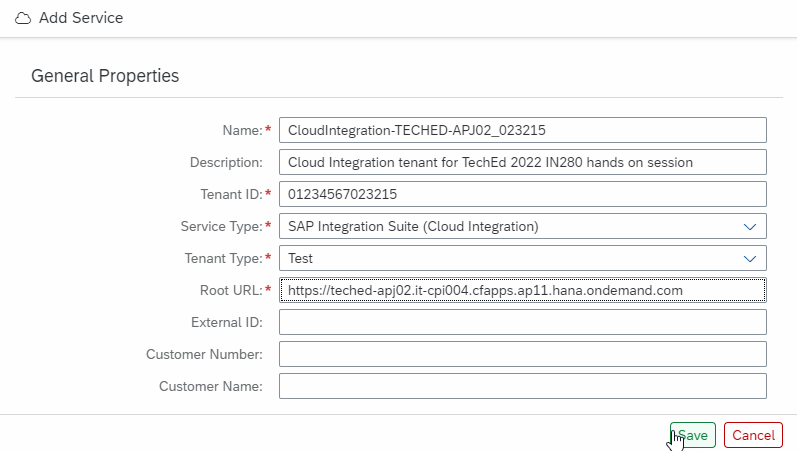 Add Service
General Properties
Name:* CloudIntegration-TECHED-APJ02_023215
Description: Cloud Integration tenant for TechEd 2022 IN280 hands on session
Tenant ID:* 01234567023215
Service Type:* SAP Integration Suite (Cloud Integration)
Tenant Type:* Test
Root URL:* https://teched-apj02.it-cpi004.cfapps.ap11.hana.ondemand.com
External ID:
Customer Number:
Customer Name:
Save Cancel